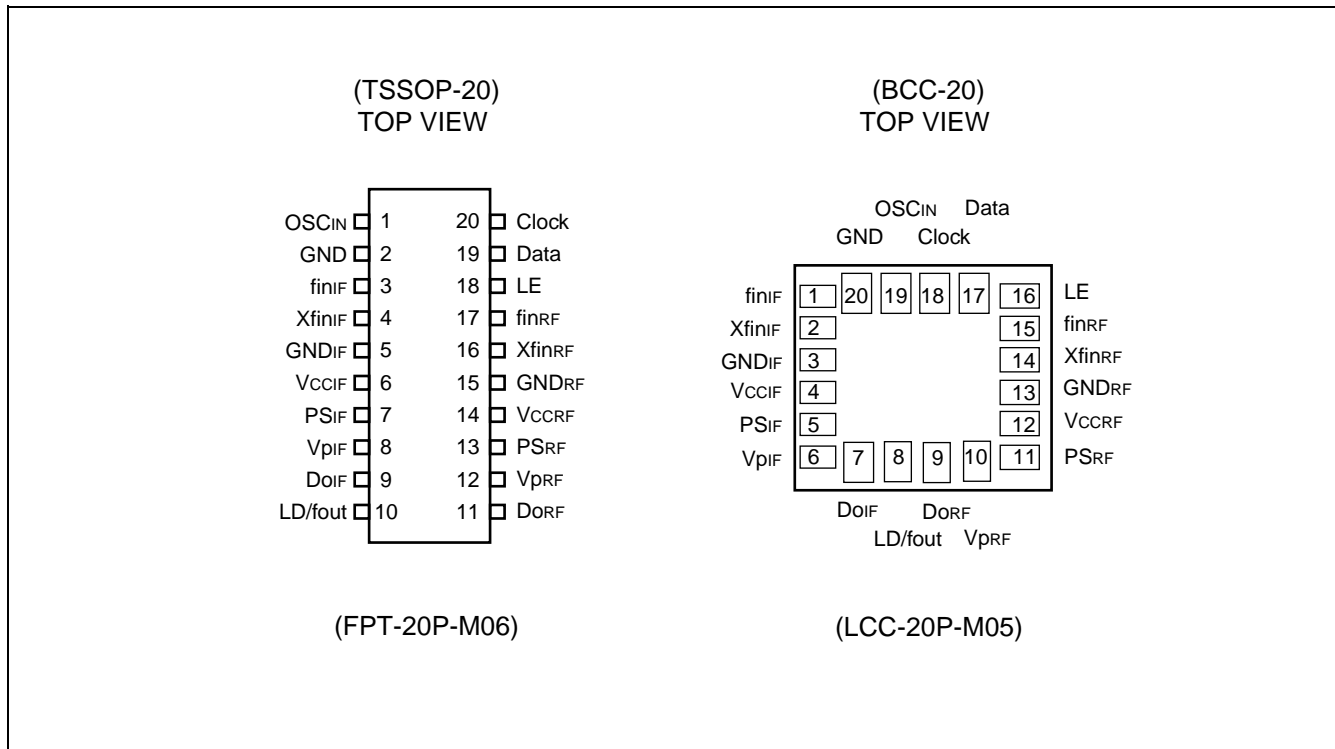 (TSSOP-20)
TOP VIEW
OSCIN 1 20 Clock
GND 2 19 Data
finIF 3 18 LE
XfinIF 4 17 finRF
GNDIF 5 16 XfinRF
VCCIF 6 15 GNDRF
PSIF 7 14 VCCRF
VpIF 8 13 PSRF
DoIF 9 12 VpRF
LD/fout 10 11 DoRF
(FPT-20P-M06)
(BCC-20)
TOP VIEW
OSCIN Data
GND Clock
finIF 1 20 19 18 17 16 LE
XfinIF 2 15 finRF
GNDIF 3 14 XfinRF
VCCIF 4 13 GNDRF
PSIF 5 12 VCCRF
VpIF 6 7 8 9 10 11 PSRF
DoIF DoRF
LD/fout VpRF
(LCC-20P-M05)